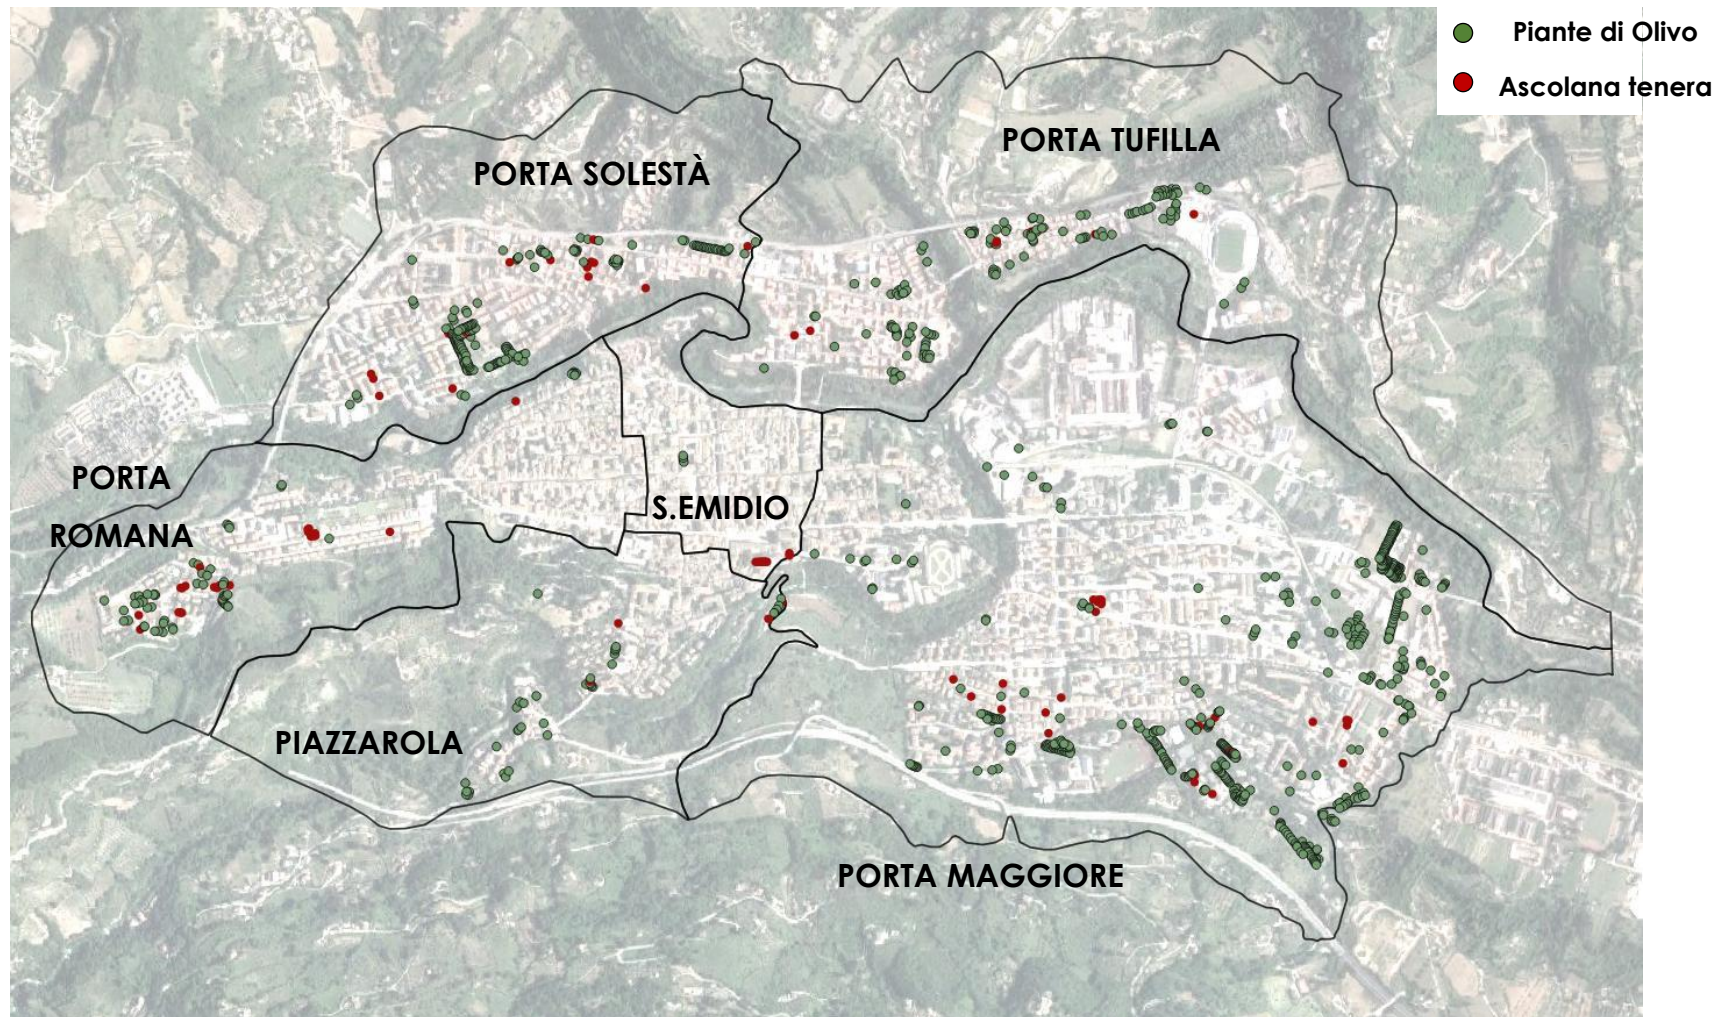 Piante di Olivo
Ascolana tenera
PORTA TUFILLA
PORTA SOLESTÀ
PORTA
ROMANA
S.EMIDIO
PIAZZAROLA
PORTA MAGGIORE